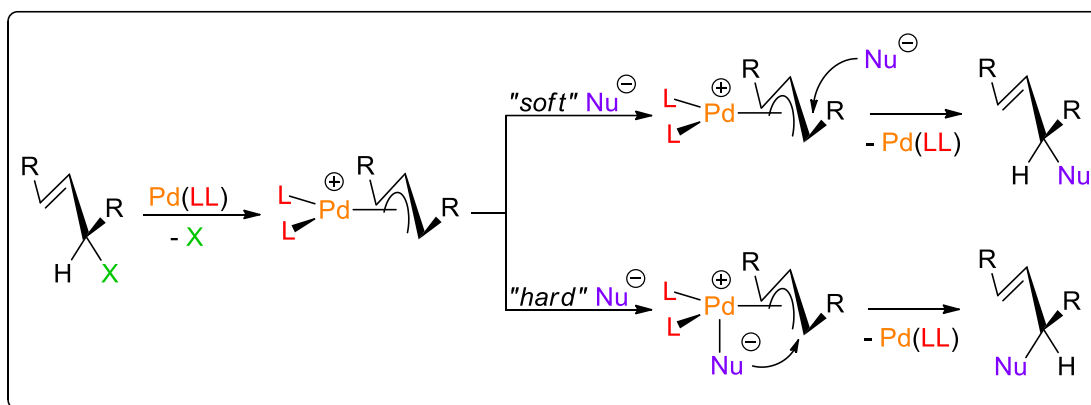 R
R
H
X
Pd(LL)
- X
L
L
Pd
⊕
R
R
"soft" Nu ⊖
L
L
Pd
⊕
R
R
Nu ⊖
- Pd(LL)
R
R
H
Nu
"hard" Nu ⊖
L
L
Pd
⊕
R
R
Nu ⊖
- Pd(LL)
R
R
Nu
H